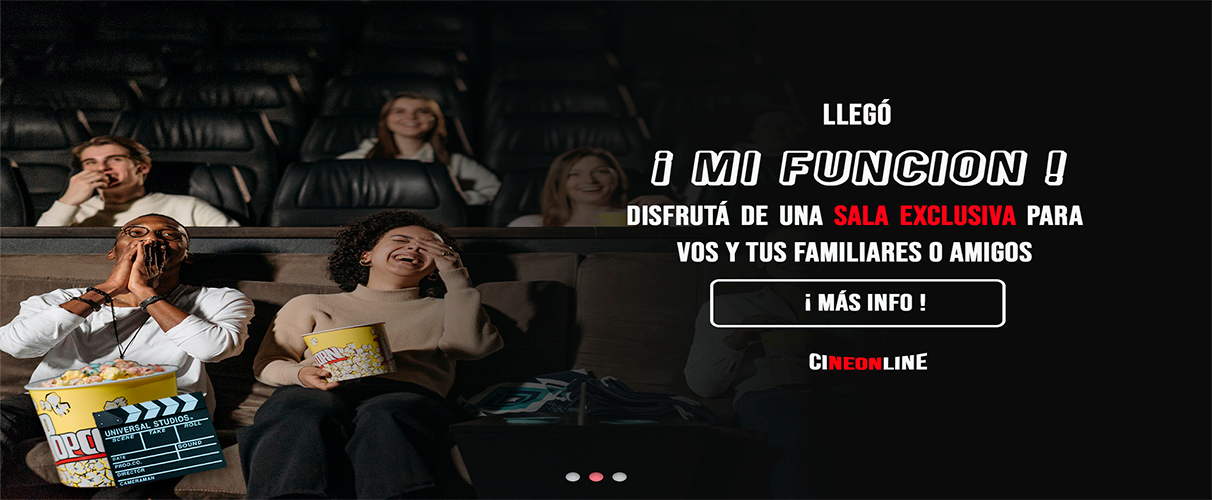 LLEGÓ
¡ MI FUNCION !
DISFRUTÁ DE UNA SALA EXCLUSIVA PARA
VOS Y TUS FAMILIARES O AMIGOS
¡ MÁS INFO !
CINEONLINE
UNIVERSAL STUDIOS
SCENE TAKE ROLL
SOUND
DATE
PROD.CO.
DIRECTOR
CAMERAMAN